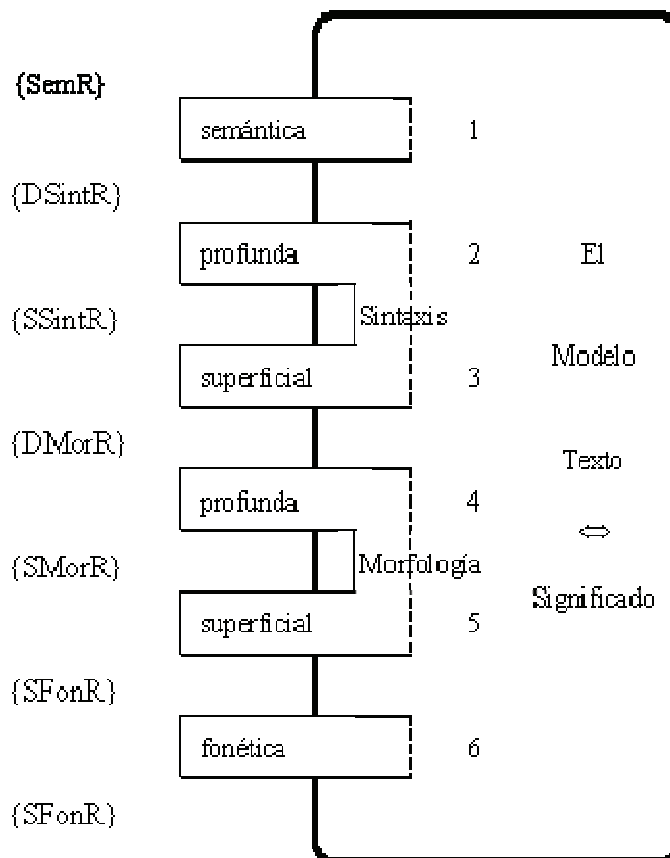 {SemR}
semántica 1
{DSintR}
profunda 2 El
{SSintR} Sintaxis
Modelo
superficial 3
{DMorR}
Texto
profunda 4
⇔
{SMorR} Morfología
Significado
superficial 5
{SFonR}
fonética 6
{SFonR}